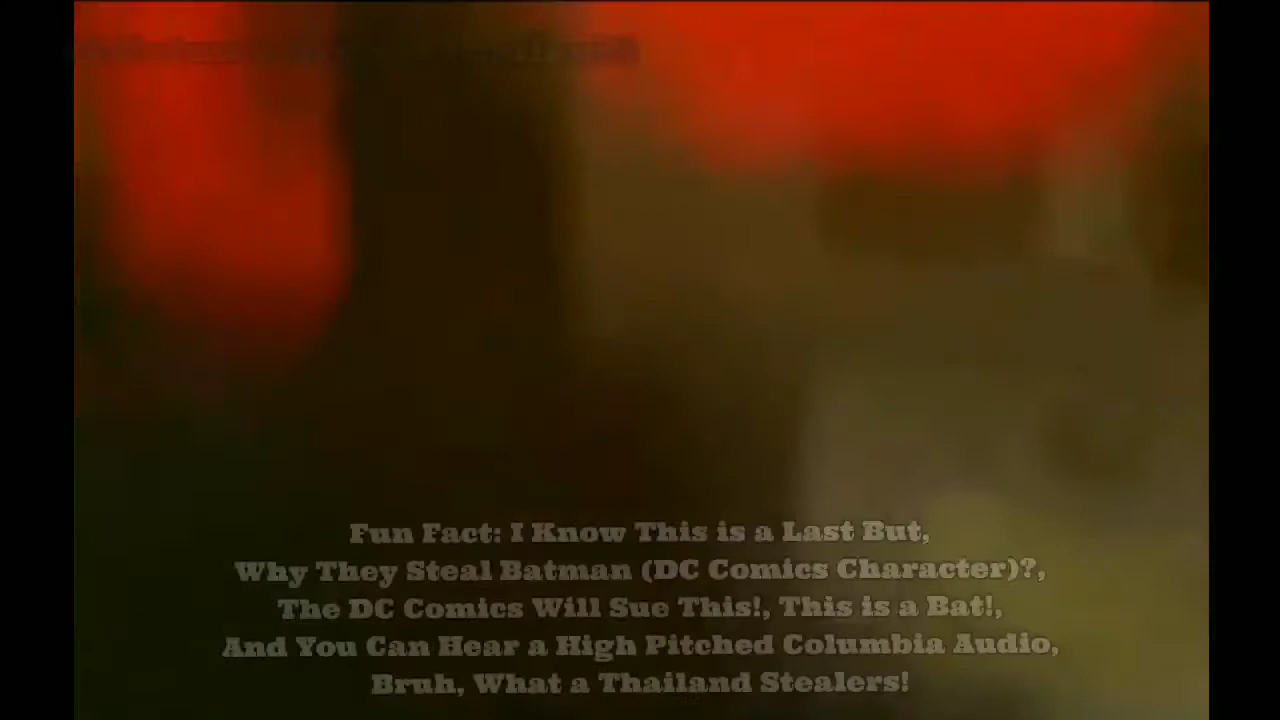 Fun Fact: I Know This is a Last But,
Why They Steal Batman (DC Comics Character)?,
The DC Comics Will Sue This!, This is a Bat!,
And You Can Hear a High Pitched Columbia Audio,
Bruh, What a Thailand Stealers!